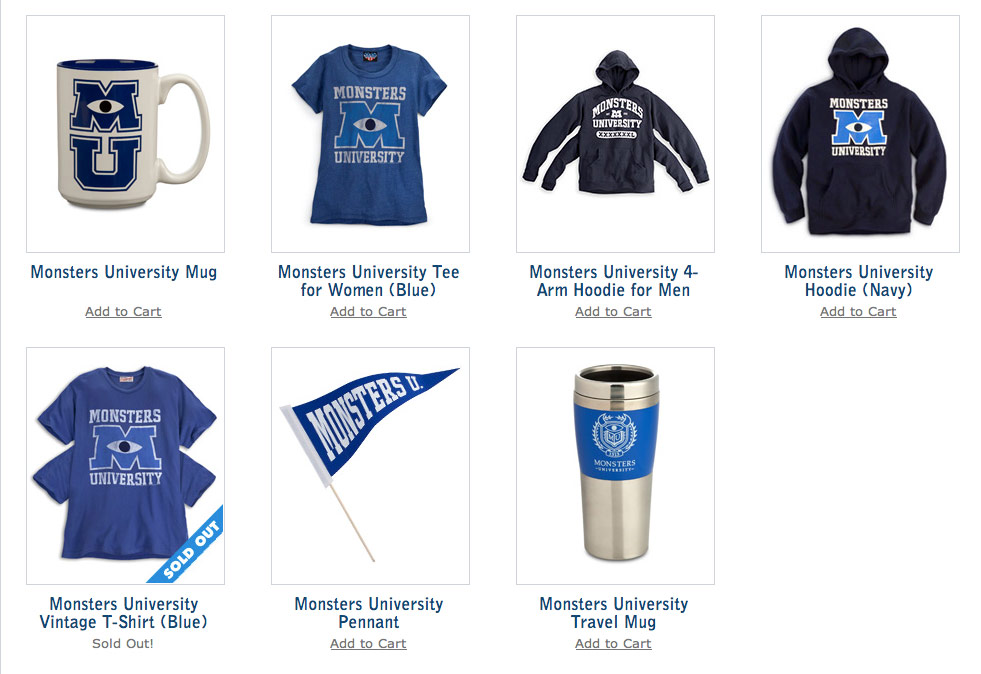 M
U
MONSTERS
M
UNIVERSITY
MONSTERS
M
UNIVERSITY
XXXXXXXL
MONSTERS
M
UNIVERSITY
Monsters University Mug
Add to Cart
Monsters University Tee
for Women (Blue)
Add to Cart
Monsters University 4-
Arm Hoodie for Men
Add to Cart
Monsters University
Hoodie (Navy)
Add to Cart
MONSTERS
M
UNIVERSITY
SOLD OUT
MONSTERS U.
MU
MONSTERS
UNIVERSITY
Monsters University
Vintage T-Shirt (Blue)
Sold Out!
Monsters University
Pennant
Add to Cart
Monsters University
Travel Mug
Add to Cart